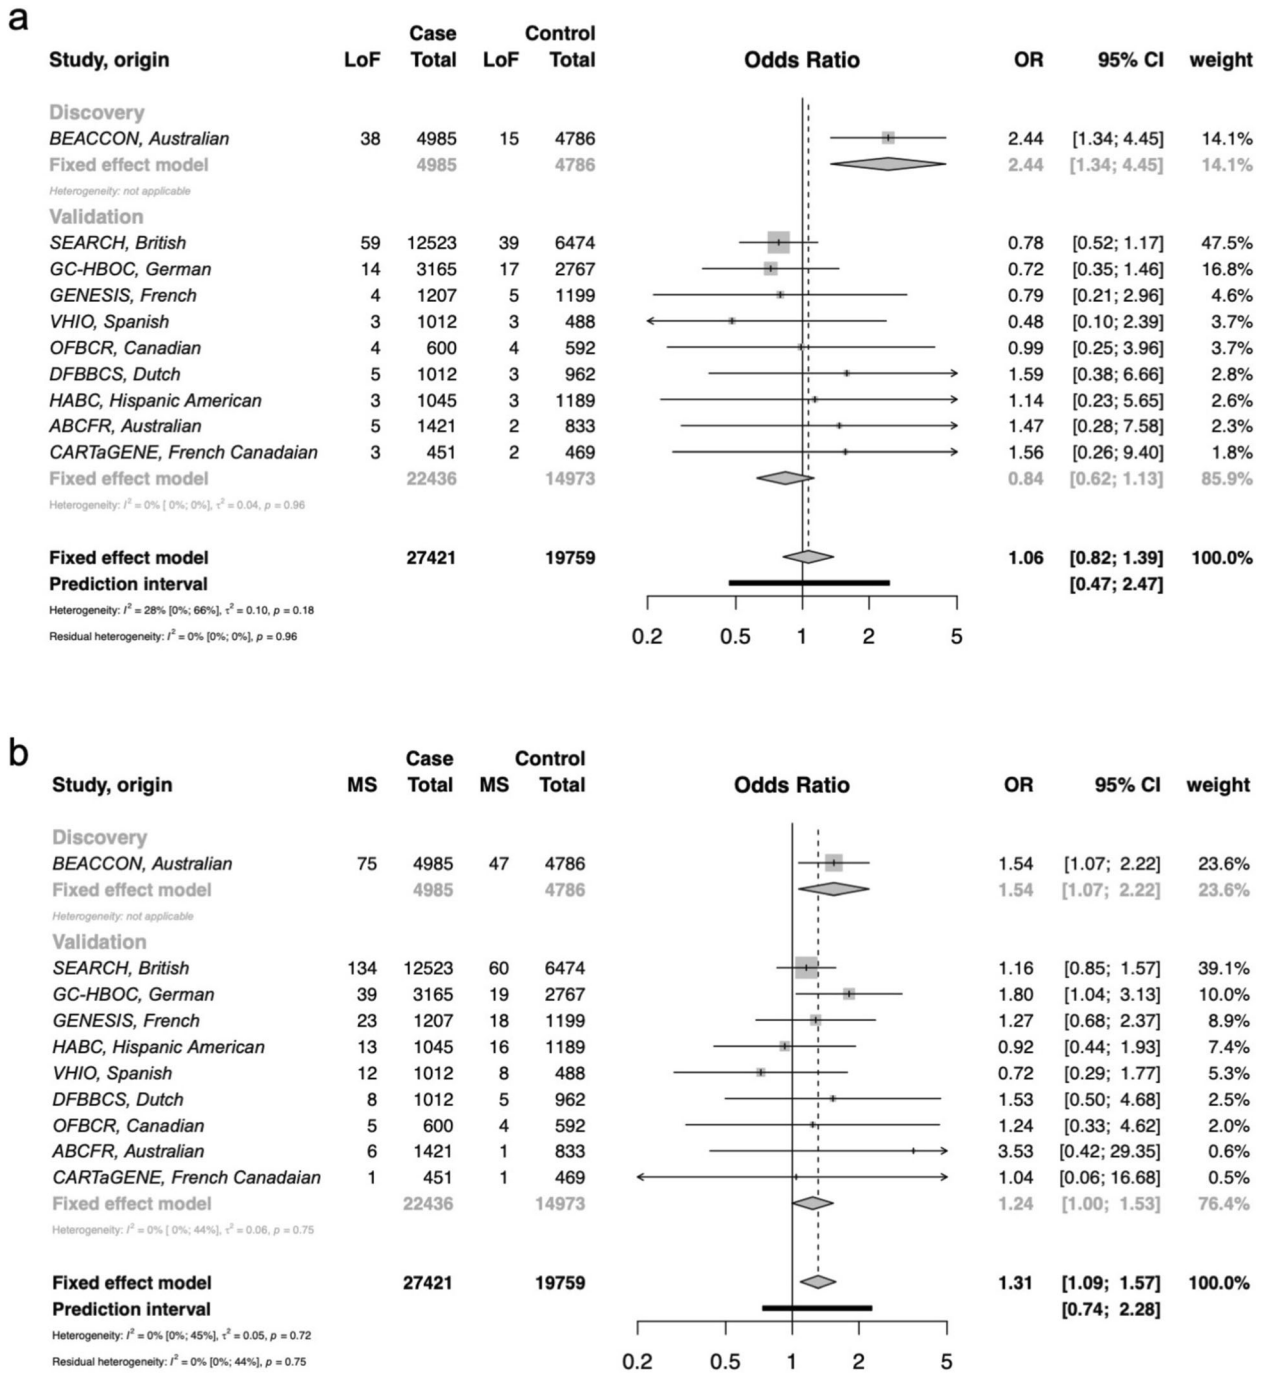 a
Case Control
Study, origin LoF Total LoF Total Odds Ratio OR 95% CI weight
Discovery
BEACCON, Australian 38 4985 15 4786 2.44 [1.34; 4.45] 14.1%
Fixed effect model 4985 4786 2.44 [1.34; 4.45] 14.1%
Heterogeneity: not applicable
Validation
SEARCH, British 59 12523 39 6474 0.78 [0.52; 1.17] 47.5%
GC-HBOC, German 14 3165 17 2767 0.72 [0.35; 1.46] 16.8%
GENESIS, French 4 1207 5 1199 0.79 [0.21; 2.96] 4.6%
VHIO, Spanish 3 1012 3 488 0.48 [0.10; 2.39] 3.7%
OFBCR, Canadian 4 600 4 592 0.99 [0.25; 3.96] 3.7%
DFBBCS, Dutch 5 1012 3 962 1.59 [0.38; 6.66] 2.8%
HABC, Hispanic American 3 1045 3 1189 1.14 [0.23; 5.65] 2.6%
ABCFR, Australian 5 1421 2 833 1.47 [0.28; 7.58] 2.3%
CARTaGENE, French Canadaian 3 451 2 469 1.56 [0.26; 9.40] 1.8%
Fixed effect model 22436 14973 0.84 [0.62; 1.13] 85.9%
Heterogeneity: I² = 0% [ 0%; 0%], τ² = 0.04, p = 0.96
Fixed effect model 27421 19759 1.06 [0.82; 1.39] 100.0%
Prediction interval [0.47; 2.47]
Heterogeneity: I² = 28% [0%; 66%], τ² = 0.10, p = 0.18
Residual heterogeneity: I² = 0% [0%; 0%], p = 0.96
0.2 0.5 1 2 5
b
Case Control
Study, origin MS Total MS Total Odds Ratio OR 95% CI weight
Discovery
BEACCON, Australian 75 4985 47 4786 1.54 [1.07; 2.22] 23.6%
Fixed effect model 4985 4786 1.54 [1.07; 2.22] 23.6%
Heterogeneity: not applicable
Validation
SEARCH, British 134 12523 60 6474 1.16 [0.85; 1.57] 39.1%
GC-HBOC, German 39 3165 19 2767 1.80 [1.04; 3.13] 10.0%
GENESIS, French 23 1207 18 1199 1.27 [0.68; 2.37] 8.9%
HABC, Hispanic American 13 1045 16 1189 0.92 [0.44; 1.93] 7.4%
VHIO, Spanish 12 1012 8 488 0.72 [0.29; 1.77] 5.3%
DFBBCS, Dutch 8 1012 5 962 1.53 [0.50; 4.68] 2.5%
OFBCR, Canadian 5 600 4 592 1.24 [0.33; 4.62] 2.0%
ABCFR, Australian 6 1421 1 833 3.53 [0.42; 29.35] 0.6%
CARTaGENE, French Canadaian 1 451 1 469 1.04 [0.06; 16.68] 0.5%
Fixed effect model 22436 14973 1.24 [1.00; 1.53] 76.4%
Heterogeneity: I² = 0% [ 0%; 44%], τ² = 0.06, p = 0.75
Fixed effect model 27421 19759 1.31 [1.09; 1.57] 100.0%
Prediction interval [0.74; 2.28]
Heterogeneity: I² = 0% [0%; 45%], τ² = 0.05, p = 0.72
Residual heterogeneity: I² = 0% [0%; 44%], p = 0.75
0.2 0.5 1 2 5